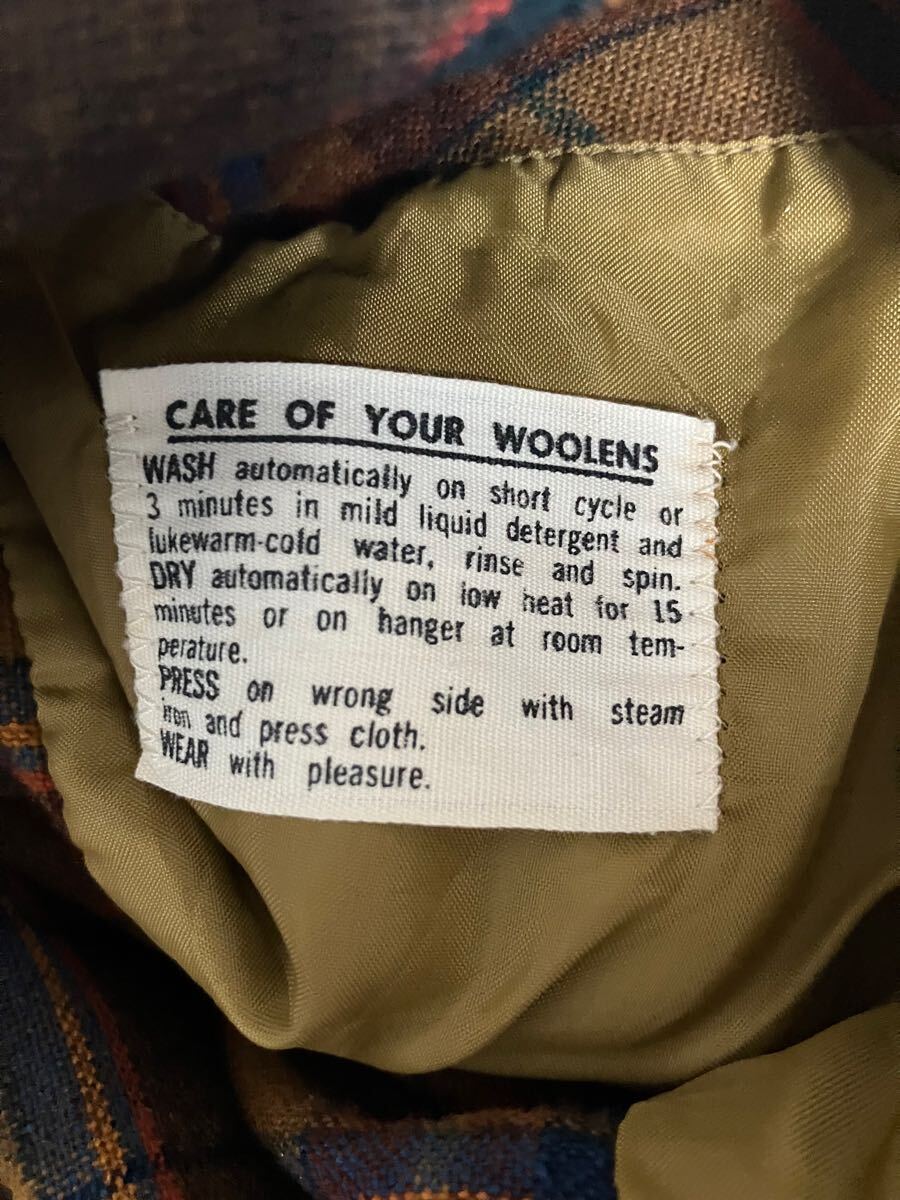 CARE OF YOUR WOOLENS
WASH automatically on short cycle or
3 minutes in mild liquid detergent and
lukewarm-cold water, rinse and spin.
DRY automatically on low heat for 15
minutes or on hanger at room tem-
perature.
PRESS on wrong side with steam
iron and press cloth.
WEAR with pleasure.